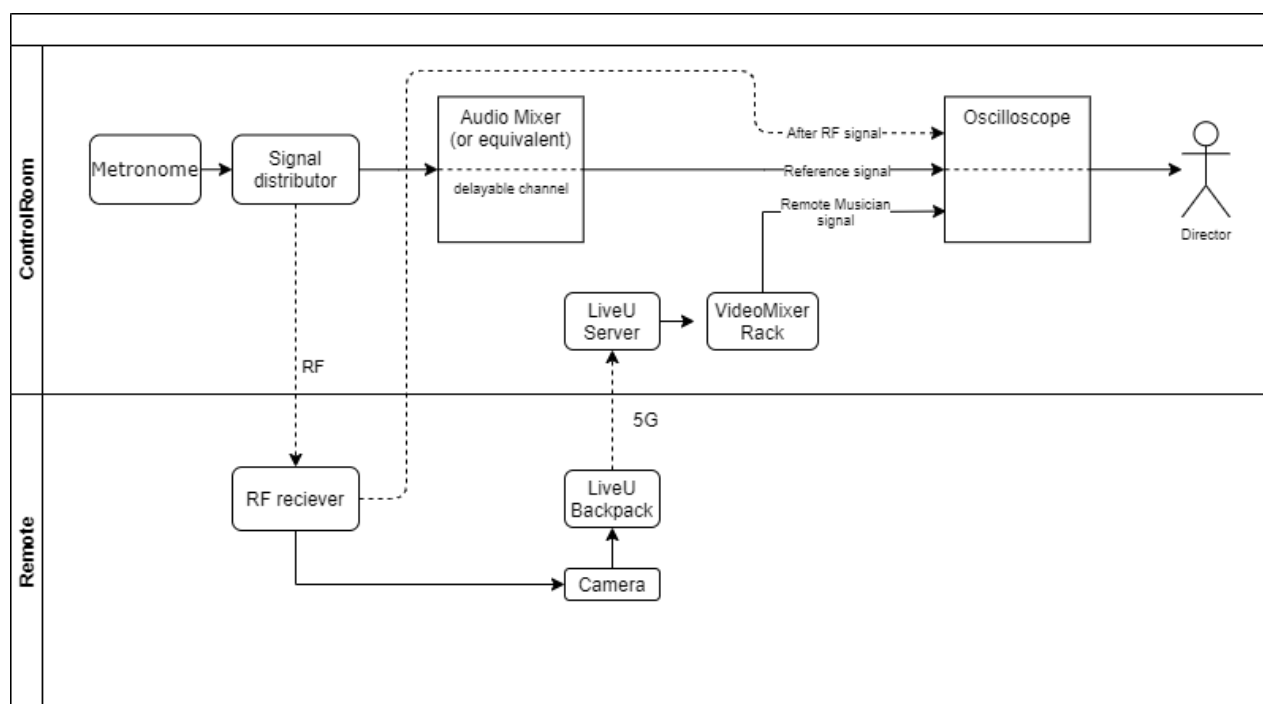 ControlRoom
Metronome
Signal
distributor
Audio Mixer
(or equivalent)
delayable channel
After RF signal
Reference signal
Remote Musician
signal
Oscilloscope
Director
LiveU
Server
VideoMixer
Rack
RF
5G
Remote
RF reciever
LiveU
Backpack
Camera